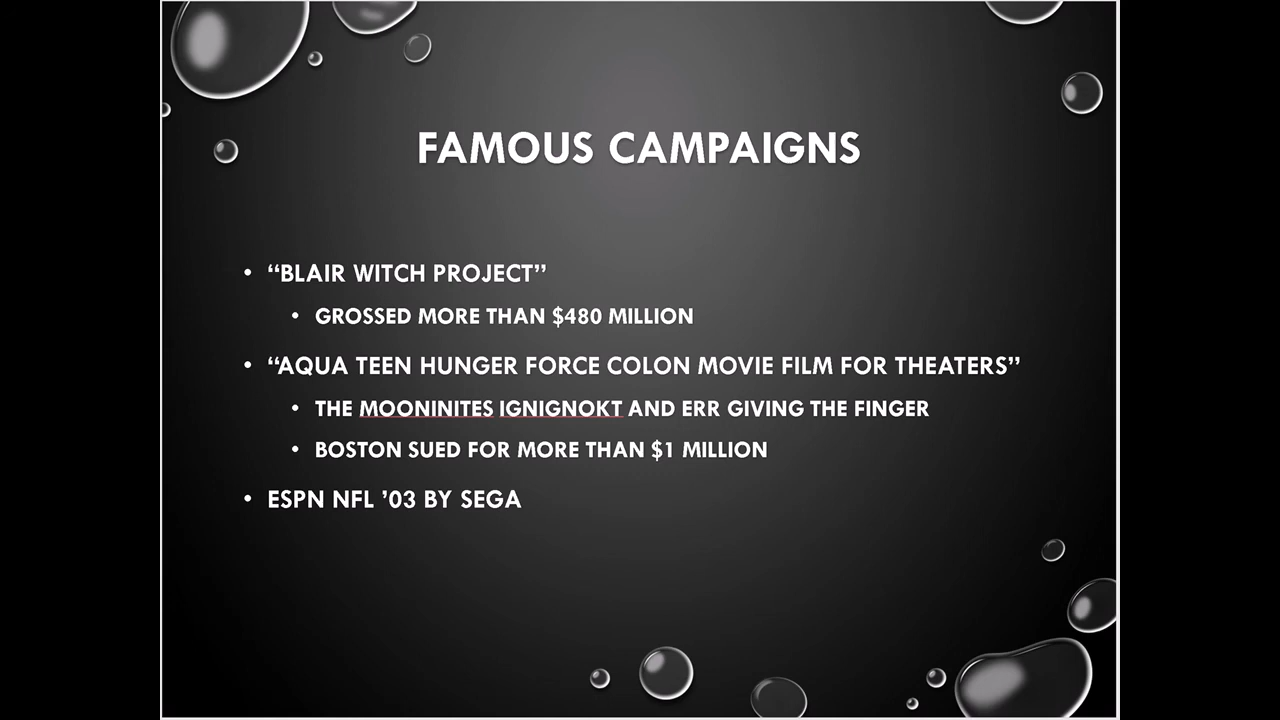 FAMOUS CAMPAIGNS
• “BLAIR WITCH PROJECT”
• GROSSED MORE THAN $480 MILLION
• “AQUA TEEN HUNGER FORCE COLON MOVIE FILM FOR THEATERS”
• THE MOONINITES IGNIGNOKT AND ERR GIVING THE FINGER
• BOSTON SUED FOR MORE THAN $1 MILLION
• ESPN NFL ’03 BY SEGA